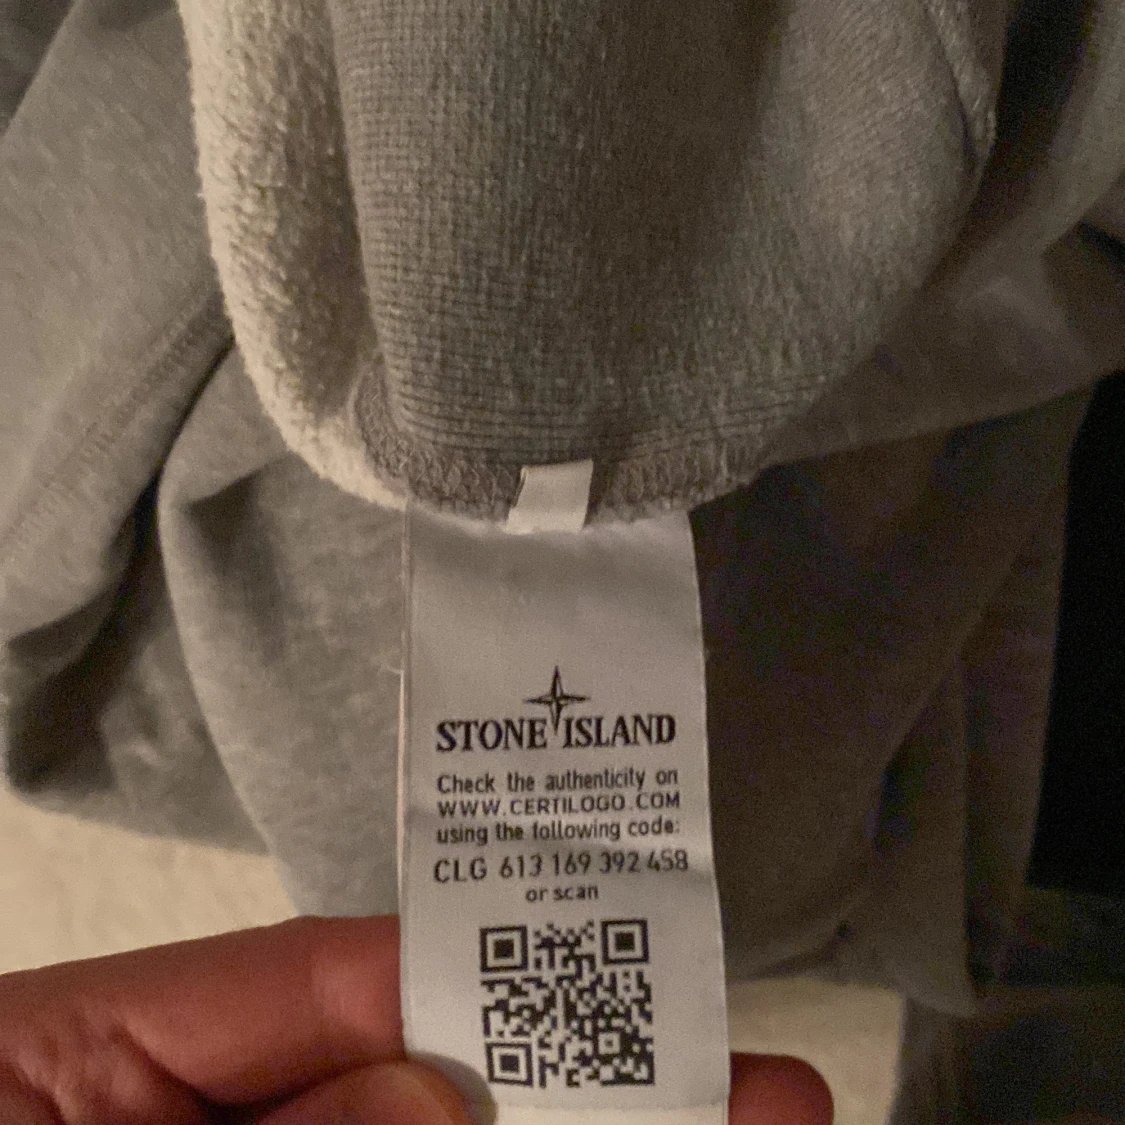 STONE ISLAND
Check the authenticity on
WWW.CERTILOGO.COM
using the following code:
CLG 613 169 392 458
or scan